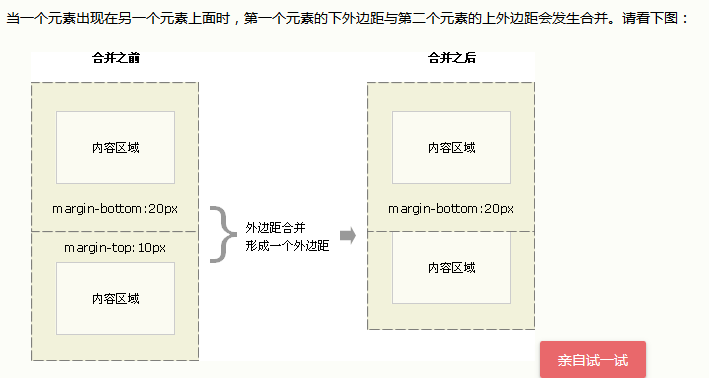 当一个元素出现在另一个元素上面时，第一个元素的下外边距与第二个元素的上外边距会发生合并。请看下图：
合并之前
合并之后
内容区域
margin-bottom:20px
margin-top:10px
内容区域
外边距合并
形成一个外边距
内容区域
margin-bottom:20px
内容区域
亲自试一试